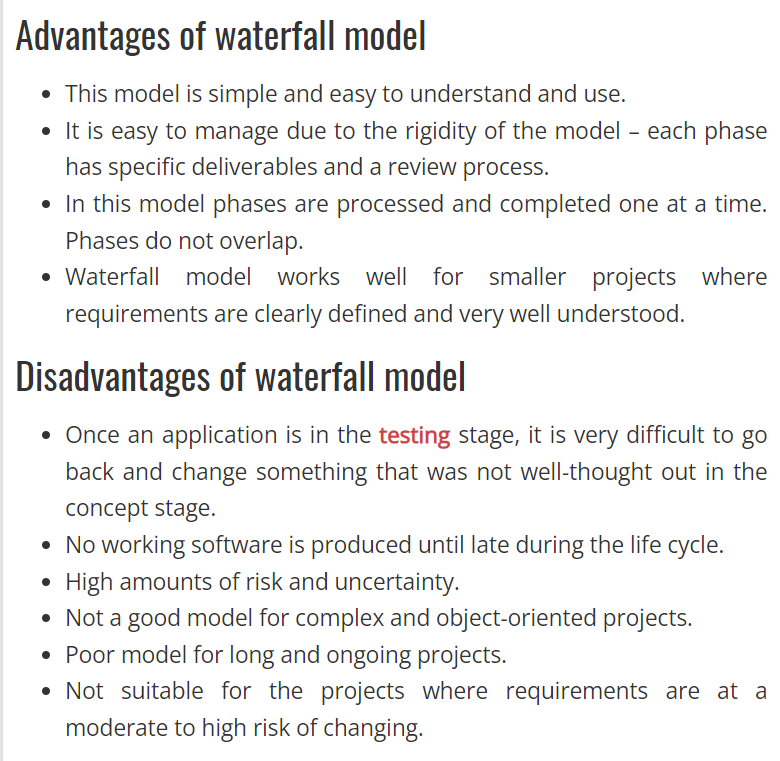 Advantages of waterfall model
• This model is simple and easy to understand and use.
• It is easy to manage due to the rigidity of the model – each phase
has specific deliverables and a review process.
• In this model phases are processed and completed one at a time.
Phases do not overlap.
• Waterfall model works well for smaller projects where
requirements are clearly defined and very well understood.
Disadvantages of waterfall model
• Once an application is in the testing stage, it is very difficult to go
back and change something that was not well-thought out in the
concept stage.
• No working software is produced until late during the life cycle.
• High amounts of risk and uncertainty.
• Not a good model for complex and object-oriented projects.
• Poor model for long and ongoing projects.
• Not suitable for the projects where requirements are at a
moderate to high risk of changing.